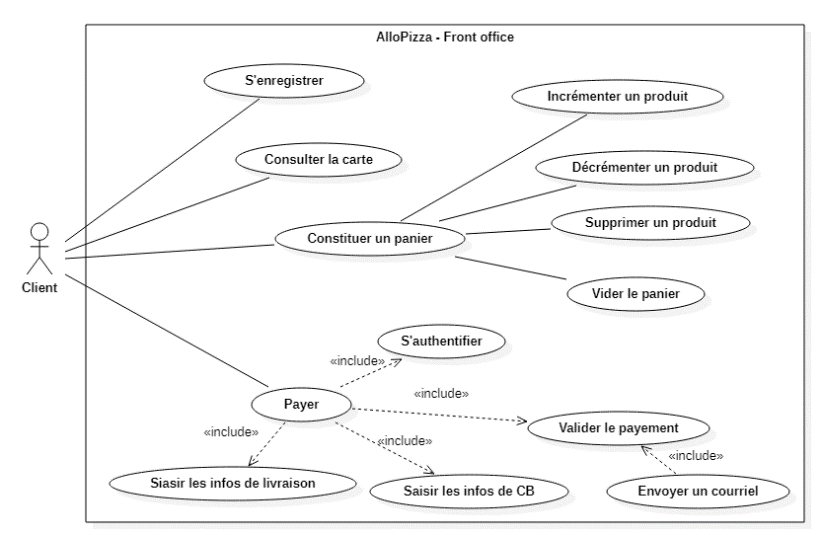 AlloPizza - Front office
S'enregistrer
Incrémenter un produit
Consulter la carte
Décrémenter un produit
Supprimer un produit
Constituer un panier
Client
Vider le panier
S'authentifier
«include»
«include»
Payer
Valider le payement
«include»
«include»
«include»
Siasir les infos de livraison
Saisir les infos de CB
Envoyer un courriel